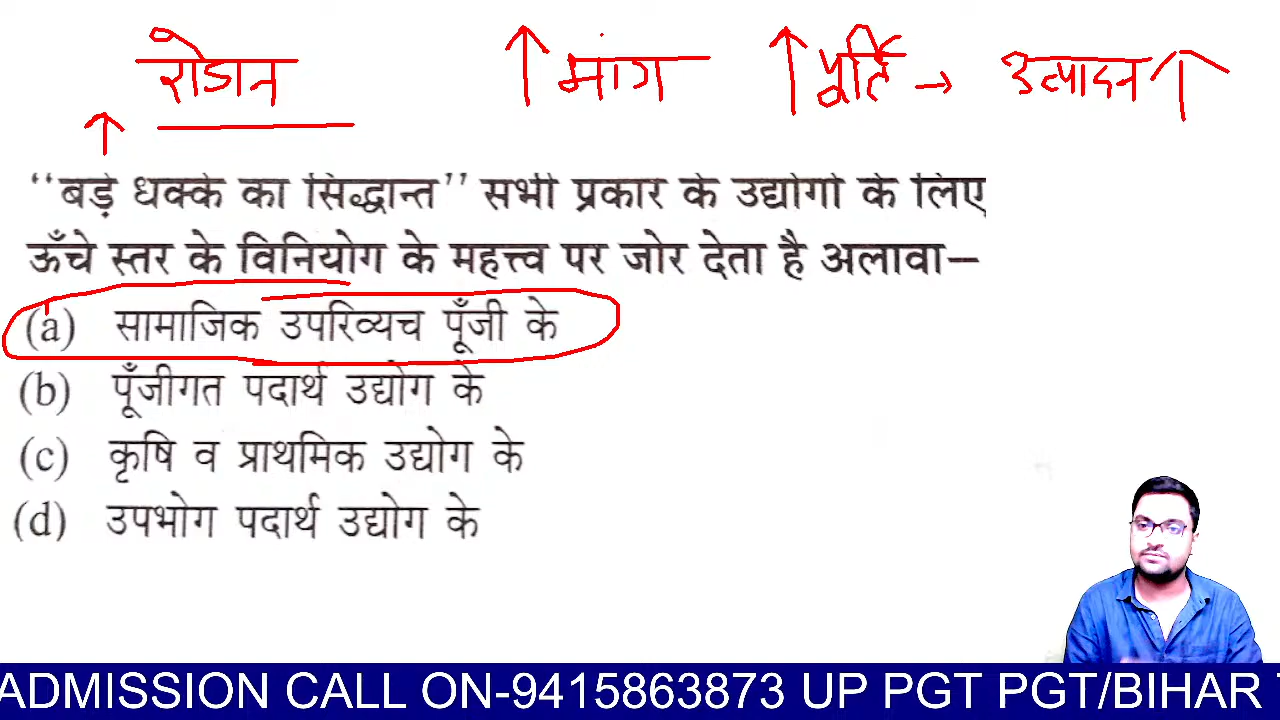 रोडान ↑ मांग ↑ पूर्ति → उत्पादन ↑
↑
“बड़े धक्के का सिद्धान्त” सभी प्रकार के उद्योगों के लिए
ऊँचे स्तर के विनियोग के महत्त्व पर जोर देता है अलावा–
(a) सामाजिक उपरिव्यच पूँजी के
(b) पूँजीगत पदार्थ उद्योग के
(c) कृषि व प्राथमिक उद्योग के
(d) उपभोग पदार्थ उद्योग के
ADMISSION CALL ON-9415863873 UP PGT PGT/BIHAR